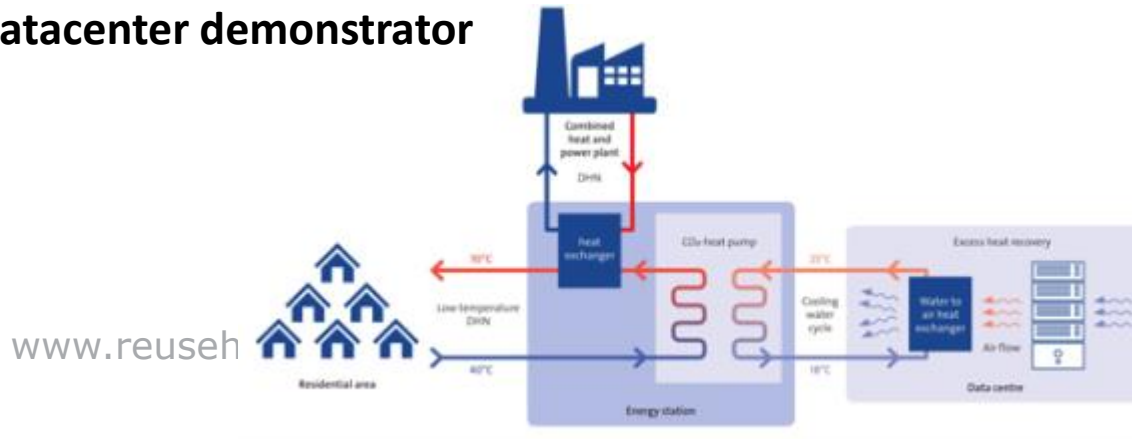 atacenter demonstrator
Combined
heat and
power plant
DHN
heat
exchanger
CO₂ heat pump
Excess heat recovery
70°C
25°C
Low-temperature
DHN
Cooling
water
cycle
Water to
air heat
exchanger
Air flow
www.reuseh
40°C
18°C
Residential area
Data centre
Energy station